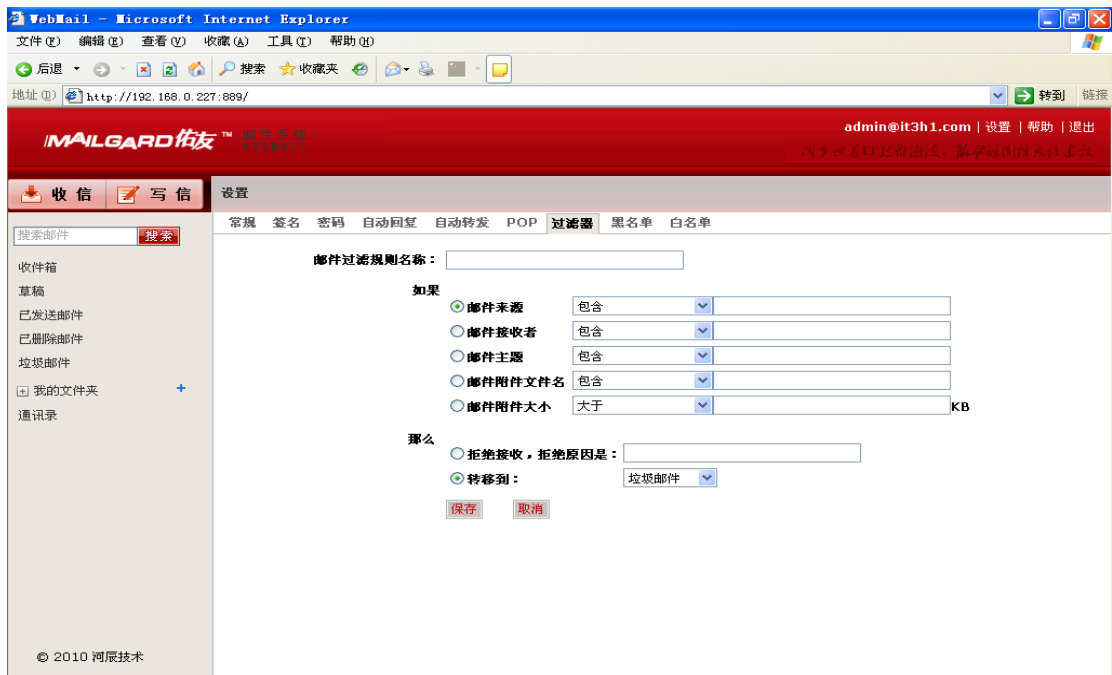 WebMail - Microsoft Internet Explorer
文件(F) 编辑(E) 查看(V) 收藏(A) 工具(T) 帮助(H)
后退 搜索 收藏夹
地址(D) http://192.168.0.227:889/ 转到 链接
MAILGARD佑友™ 邮件系统
admin@it3h1.com | 设置 | 帮助 | 退出
收信 写信 设置
常规 签名 密码 自动回复 自动转发 POP 过滤器 黑名单 白名单
搜索邮件 搜索
收件箱
草稿
已发送邮件
已删除邮件
垃圾邮件
我的文件夹 +
通讯录
邮件过滤规则名称：
如果
邮件来源 包含
邮件接收者 包含
邮件主题 包含
邮件附件文件名 包含
邮件附件大小 大于 KB
那么
拒绝接收，拒绝原因是：
转移到： 垃圾邮件
保存 取消
© 2010 河辰技术